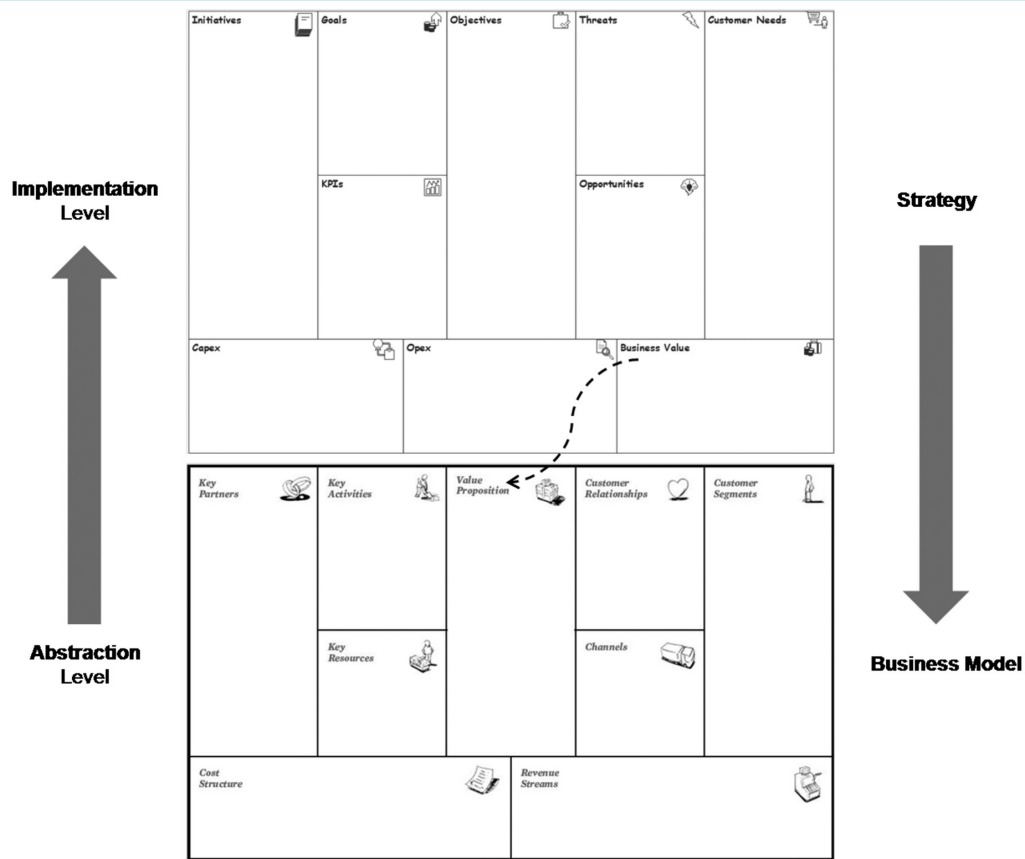 Initiatives
Goals
Objectives
Threats
Customer Needs
KPIs
Opportunities
Capex
Opex
Business Value
Implementation
Level
Abstraction
Level
Strategy
Business Model
Key
Partners
Key
Activities
Value
Proposition
Customer
Relationships
Customer
Segments
Key
Resources
Channels
Cost
Structure
Revenue
Streams